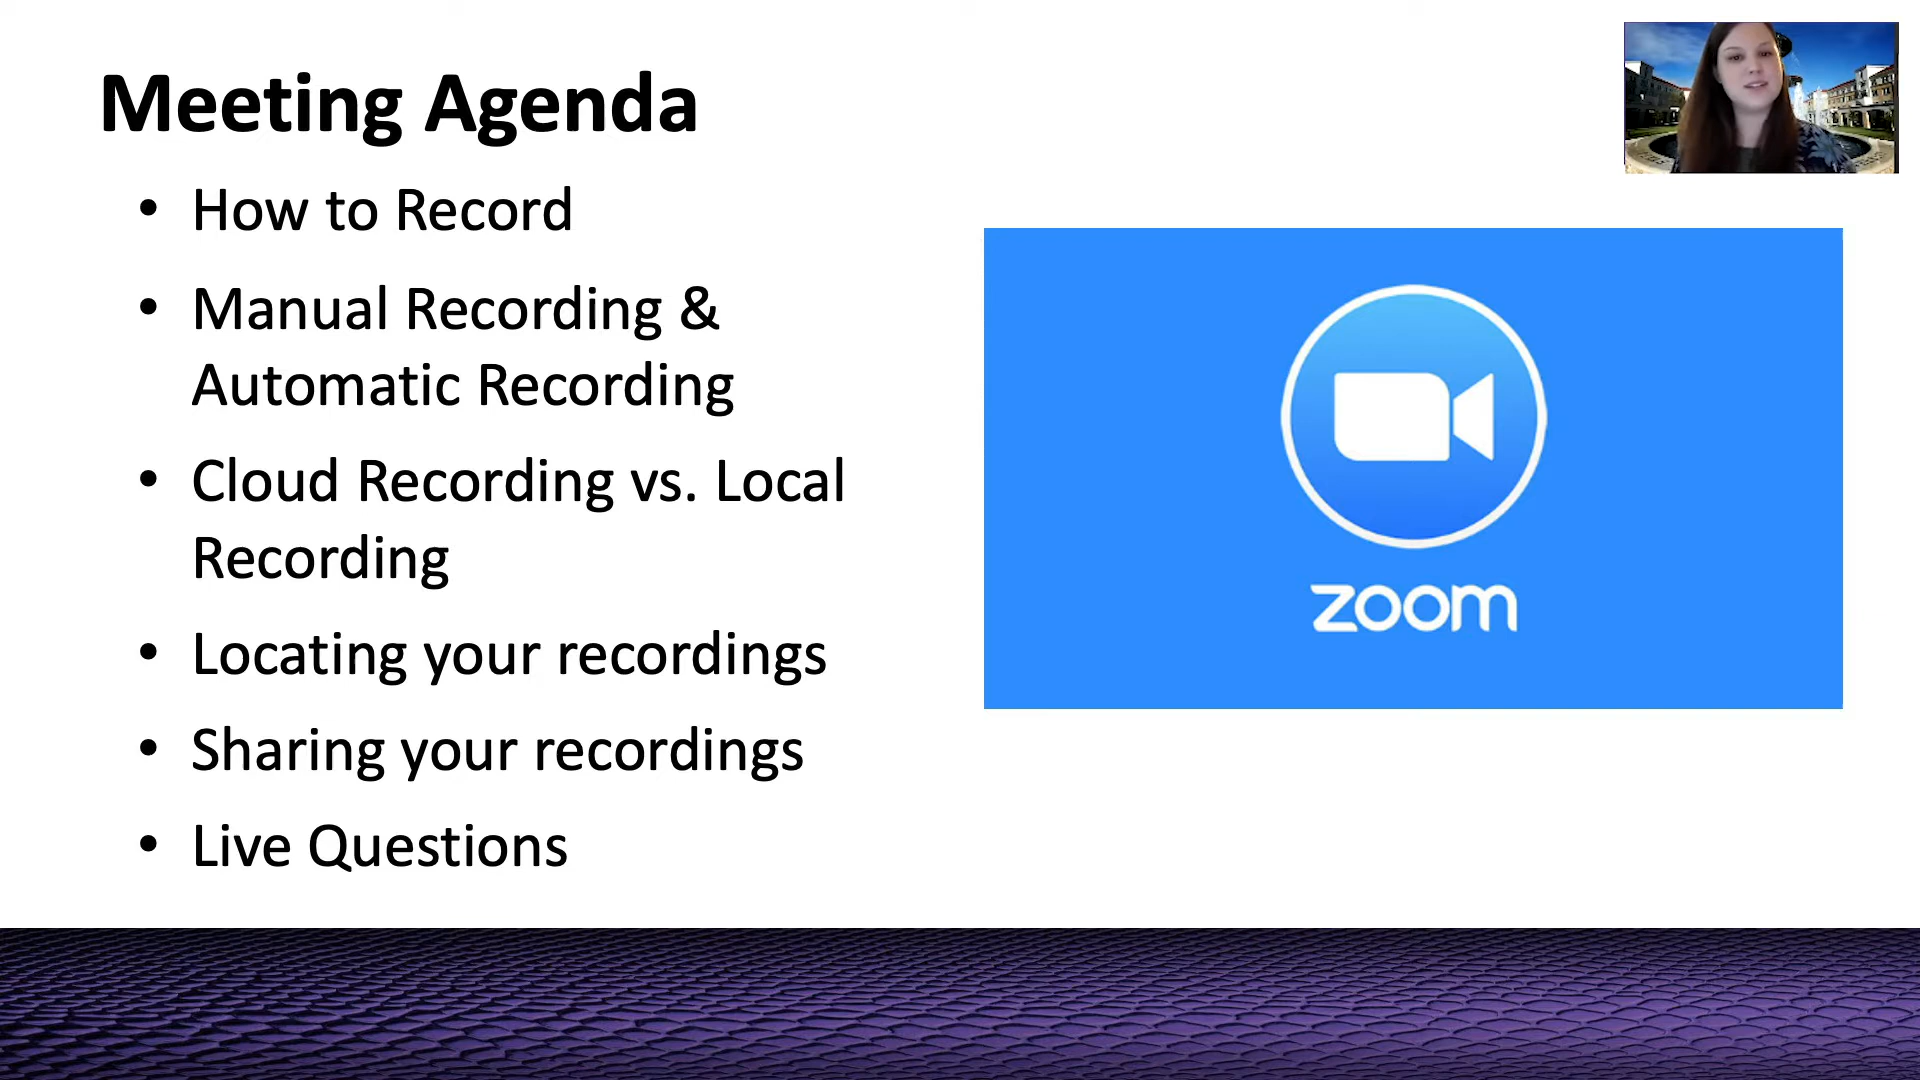 Meeting Agenda
• How to Record
• Manual Recording &
Automatic Recording
• Cloud Recording vs. Local
Recording
• Locating your recordings
• Sharing your recordings
• Live Questions
zoom